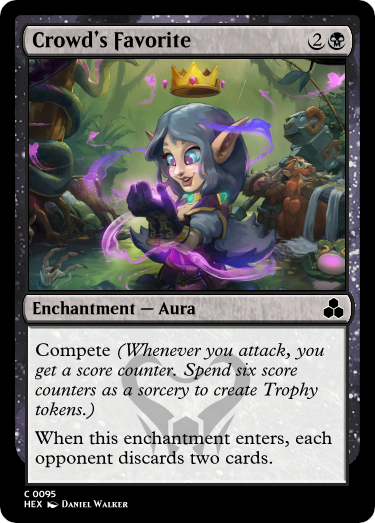 Crowd's Favorite 2
Enchantment — Aura
Compete (Whenever you attack, you
get a score counter. Spend six score
counters as a sorcery to create Trophy
tokens.)
When this enchantment enters, each
opponent discards two cards.
C 0095
HEX Daniel Walker